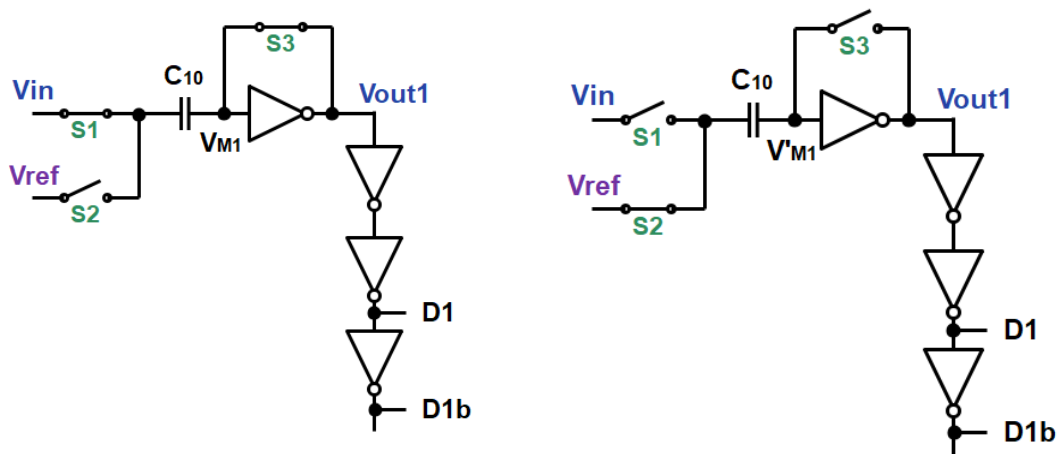 S3
C10
Vin
Vout1
S1
VM1
Vref
S2
D1
D1b
S3
C10
Vin
Vout1
S1
V'M1
Vref
S2
D1
D1b